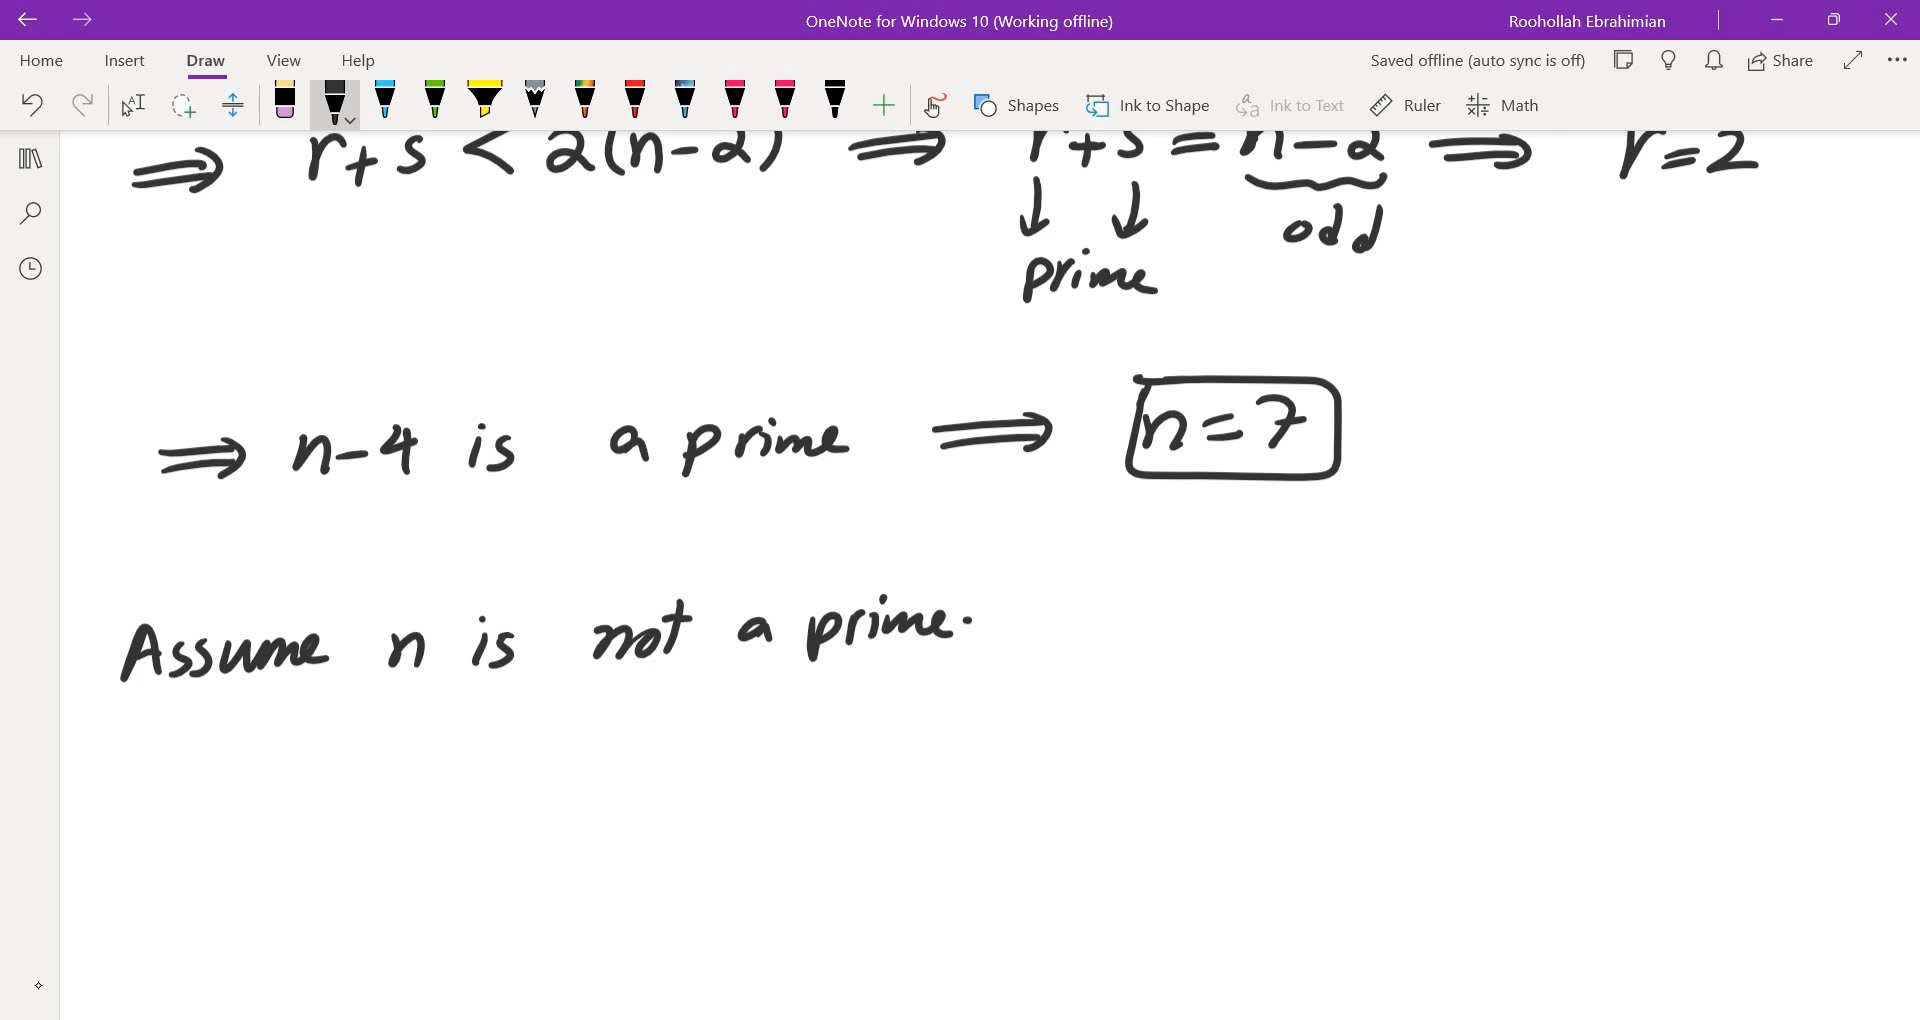 OneNote for Windows 10 (Working offline) Roohollah Ebrahimian
Home Insert Draw View Help Saved offline (auto sync is off) Share
AI Shapes Ink to Shape aa Ink to Text Ruler Math
⟹ r+s < 2(n-2) ⟹ r+s = n-2 ⟹ r=2
↓ ↓ odd
prime
⟹ n-4 is a prime ⟹ n=7
Assume n is not a prime.